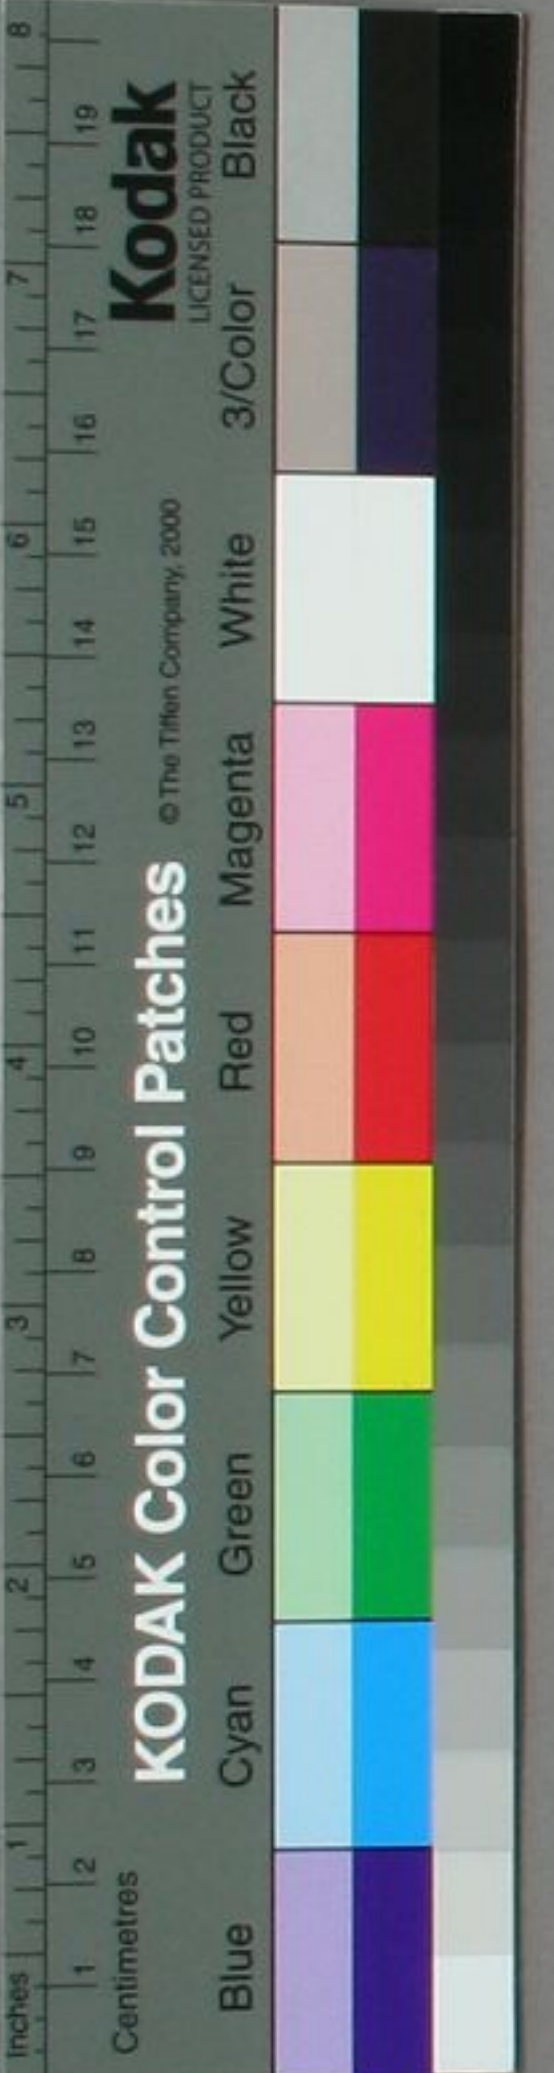 Inches 1 2 3 4 5 6 7 8
1 2 3 4 5 6 7 8 9 10 11 12 13 14 15 16 17 18 19
Centimetres
KODAK Color Control Patches © The Tiffen Company, 2000
Kodak
LICENSED PRODUCT
Blue Cyan Green Yellow Red Magenta White 3/Color Black